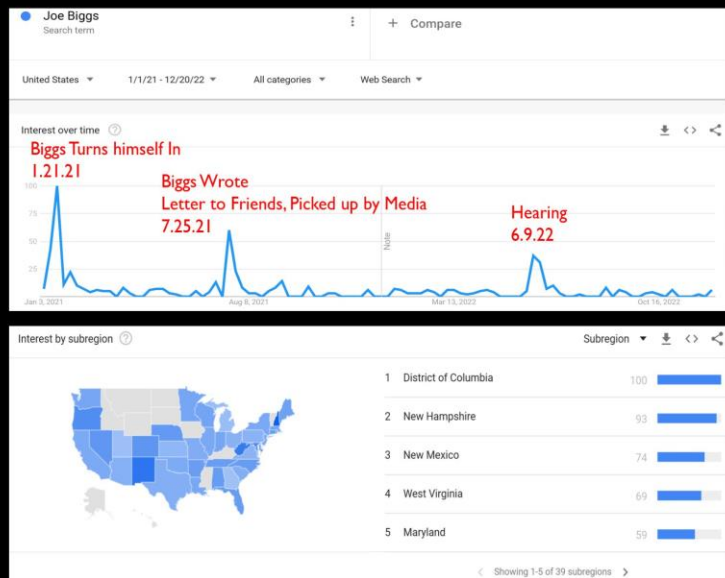 Joe Biggs
Search term
+ Compare
United States
1/1/21 - 12/20/22
All categories
Web Search
Interest over time
Biggs Turns himself In
1.21.21
Biggs Wrote
Letter to Friends, Picked up by Media
7.25.21
Hearing
6.9.22
100
75
50
25
Note
Jan 3, 2021
Aug 8, 2021
Mar 13, 2022
Oct 16, 2022
Interest by subregion
Subregion
1 District of Columbia 100
2 New Hampshire 93
3 New Mexico 74
4 West Virginia 69
5 Maryland 59
Showing 1-5 of 39 subregions